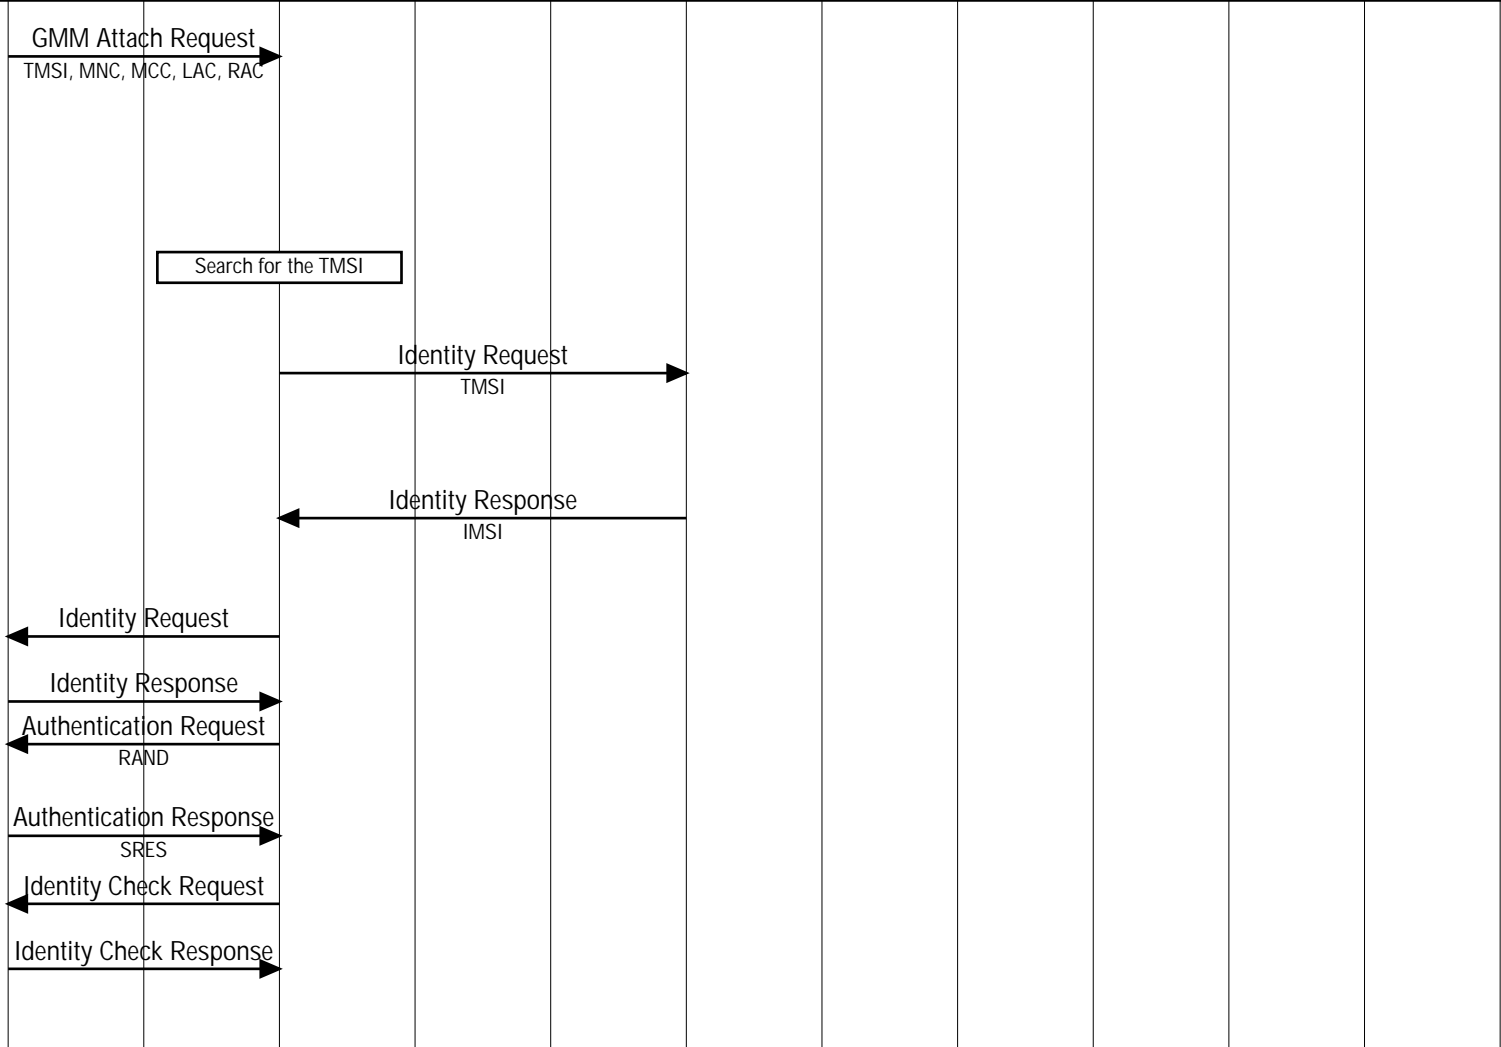 GMM Attach Request
TMSI, MNC, MCC, LAC, RAC
Search for the TMSI
Identity Request
TMSI
Identity Response
IMSI
Identity Request
Identity Response
Authentication Request
RAND
Authentication Response
SRES
Identity Check Request
Identity Check Response